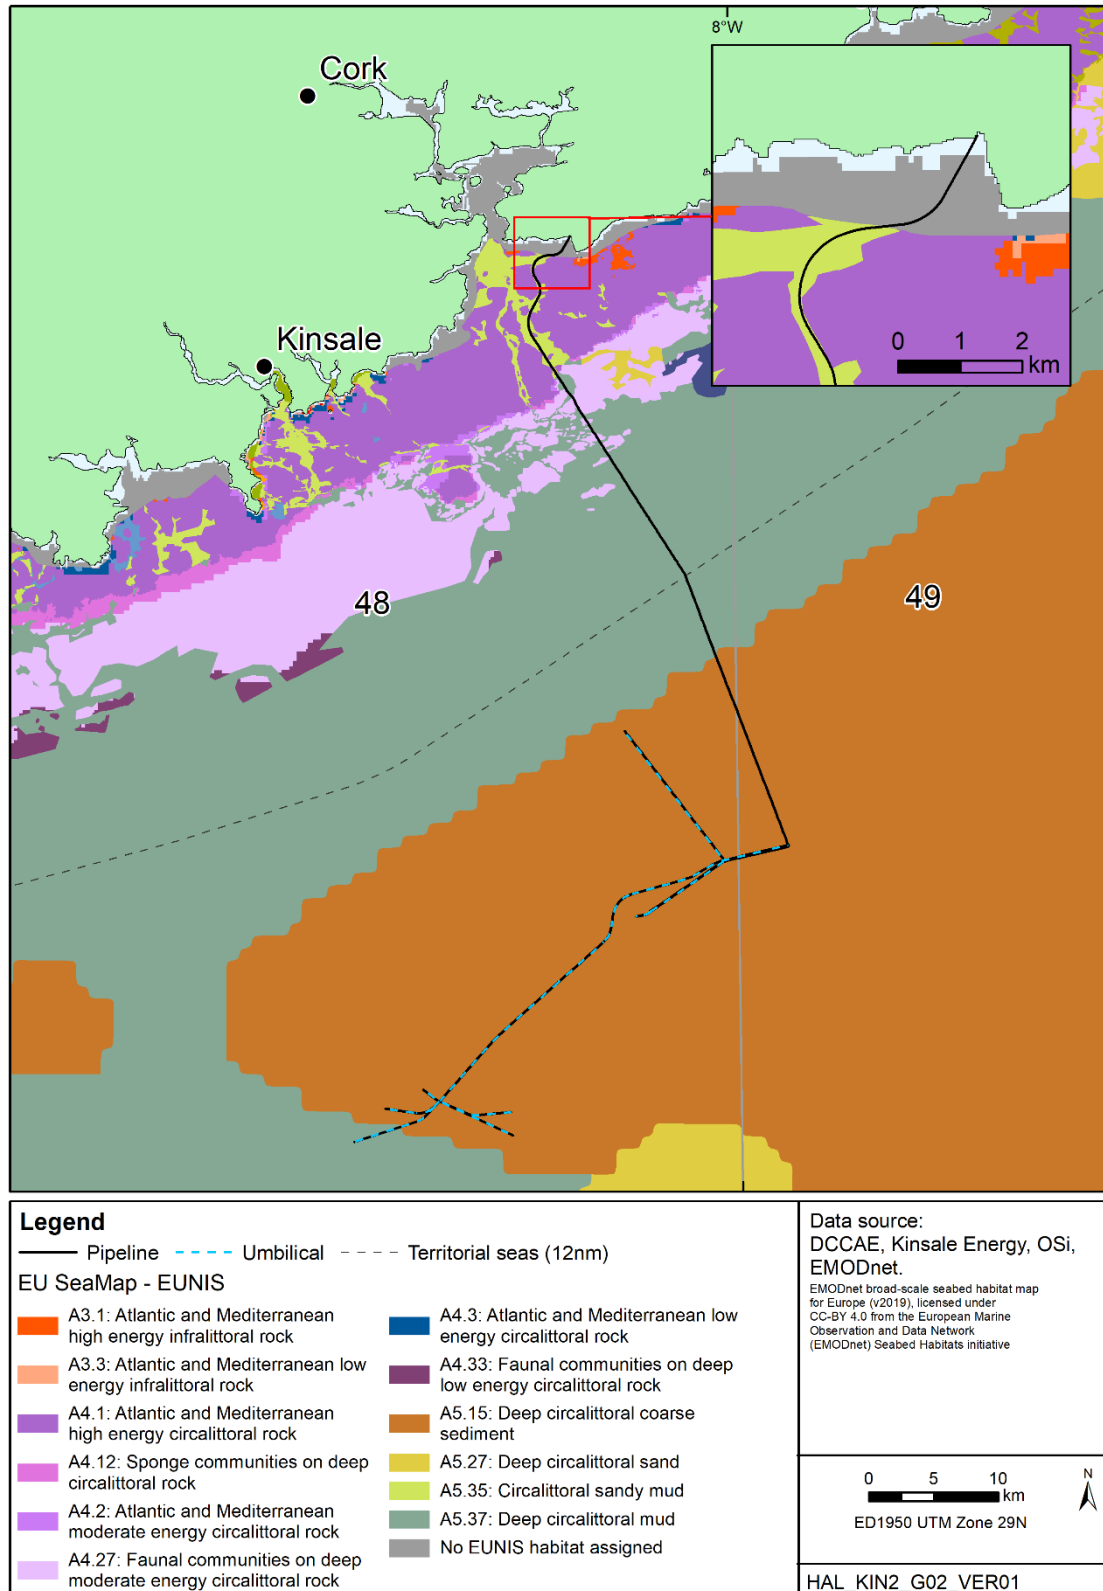 8°W
Cork
Kinsale
0 1 2
km
48
49
Legend
Pipeline
Umbilical
Territorial seas (12nm)
EU SeaMap - EUNIS
A3.1: Atlantic and Mediterranean
high energy infralittoral rock
A3.3: Atlantic and Mediterranean low
energy infralittoral rock
A4.1: Atlantic and Mediterranean
high energy circalittoral rock
A4.12: Sponge communities on deep
circalittoral rock
A4.2: Atlantic and Mediterranean
moderate energy circalittoral rock
A4.27: Faunal communities on deep
moderate energy circalittoral rock
A4.3: Atlantic and Mediterranean low
energy circalittoral rock
A4.33: Faunal communities on deep
low energy circalittoral rock
A5.15: Deep circalittoral coarse
sediment
A5.27: Deep circalittoral sand
A5.35: Circalittoral sandy mud
A5.37: Deep circalittoral mud
No EUNIS habitat assigned
Data source:
DCCAE, Kinsale Energy, OSi,
EMODnet.
EMODnet broad-scale seabed habitat map
for Europe (v2019), licensed under
CC-BY 4.0 from the European Marine
Observation and Data Network
(EMODnet) Seabed Habitats initiative
0 5 10
km
N
ED1950 UTM Zone 29N
HAL_KIN2_G02_VER01